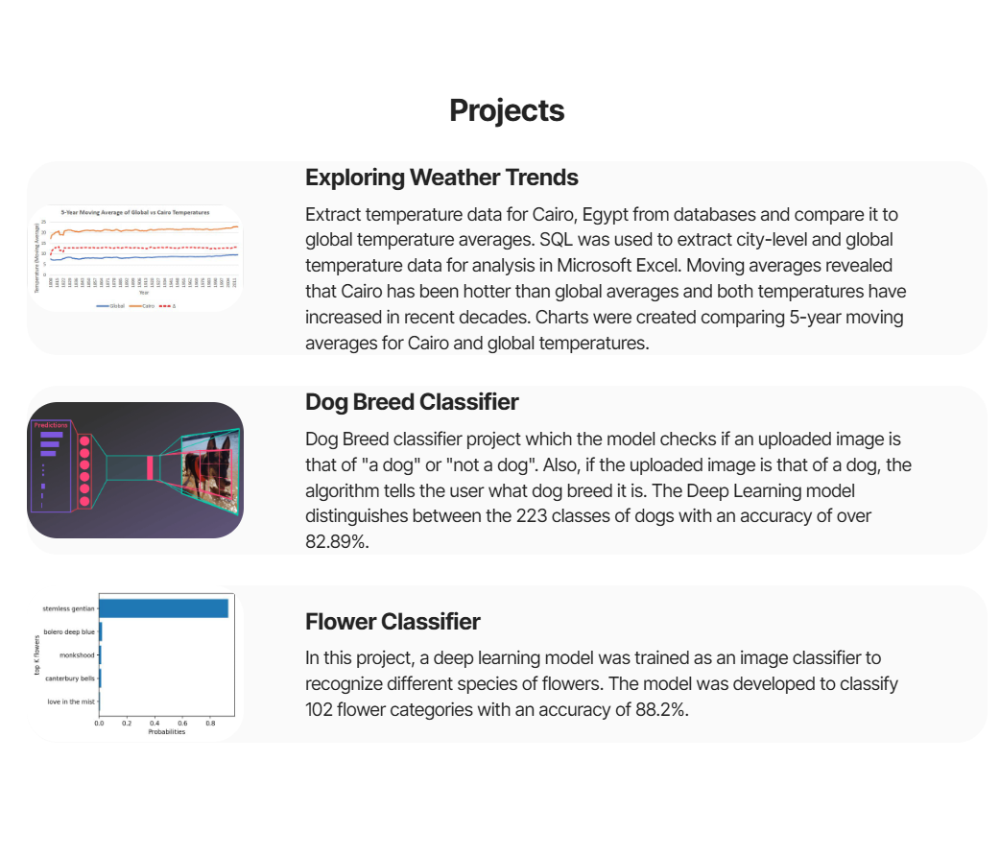 Projects
Exploring Weather Trends
Extract temperature data for Cairo, Egypt from databases and compare it to
global temperature averages. SQL was used to extract city-level and global
temperature data for analysis in Microsoft Excel. Moving averages revealed
that Cairo has been hotter than global averages and both temperatures have
increased in recent decades. Charts were created comparing 5-year moving
averages for Cairo and global temperatures.
5-Year Moving Average of Global vs Cairo Temperatures
Temperature (Moving Average)
25
20
15
10
5
0
Year
Global Cairo Δ
Dog Breed Classifier
Dog Breed classifier project which the model checks if an uploaded image is
that of "a dog" or "not a dog". Also, if the uploaded image is that of a dog, the
algorithm tells the user what dog breed it is. The Deep Learning model
distinguishes between the 223 classes of dogs with an accuracy of over
82.89%.
Predictions
Flower Classifier
In this project, a deep learning model was trained as an image classifier to
recognize different species of flowers. The model was developed to classify
102 flower categories with an accuracy of 88.2%.
top K flowers
stemless gentian
bolero deep blue
monkshood
canterbury bells
love in the mist
0.0 0.2 0.4 0.6 0.8
Probabilities